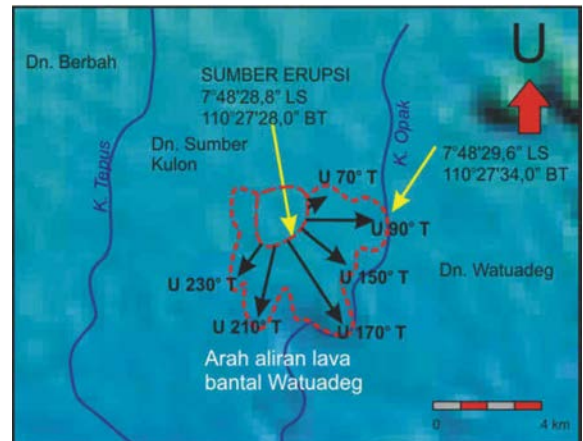 Dn. Berbah
SUMBER ERUPSI
7°48'28,8" LS
110°27'28,0" BT
U
Dn. Sumber
Kulon
K. Tepus
K. Opak
7°48'29,6" LS
110°27'34,0" BT
U 70° T
U 90° T
U 150° T
Dn. Watuadeg
U 230° T
U 210° T
U 170° T
Arah aliran lava
bantal Watuadeg
0 4 km